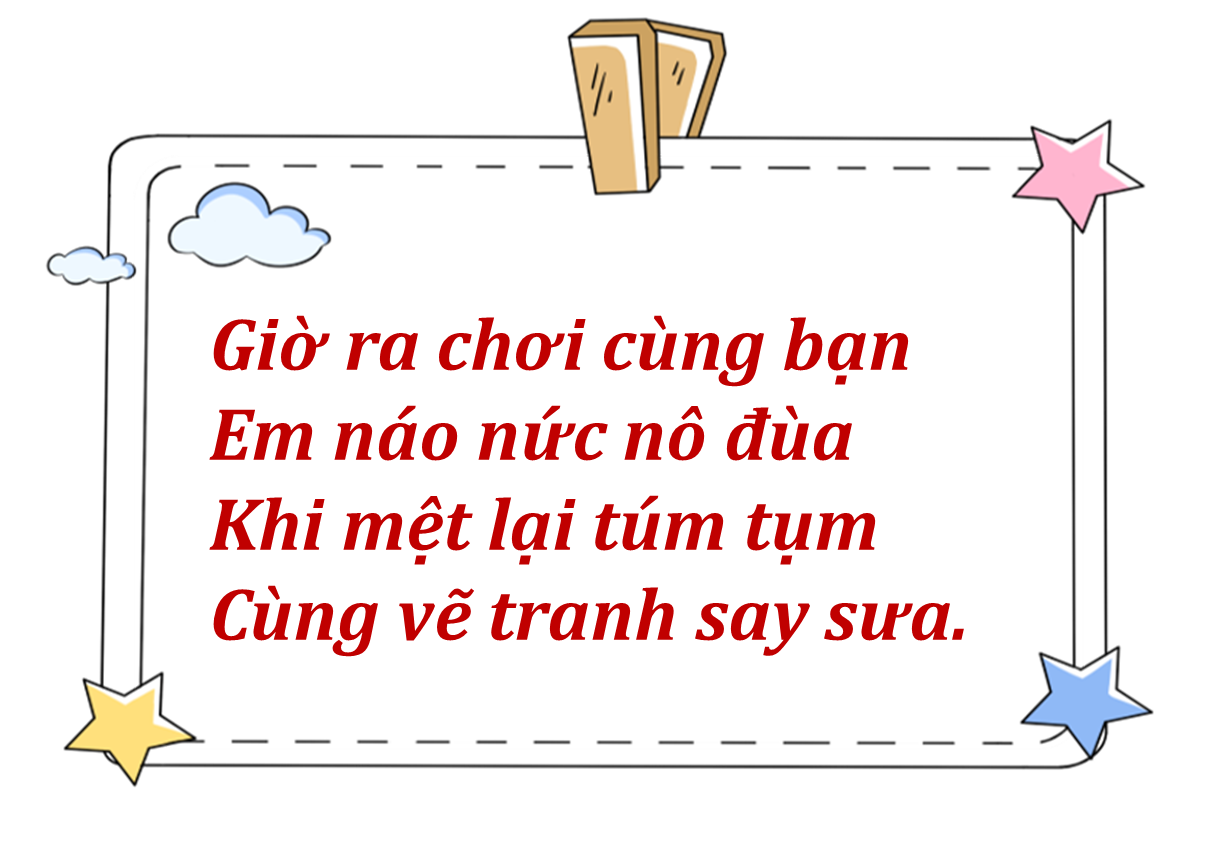 Giờ ra chơi cùng bạn
Em náo nức nô đùa
Khi mệt lại túm tụm
Cùng vẽ tranh say sưa.